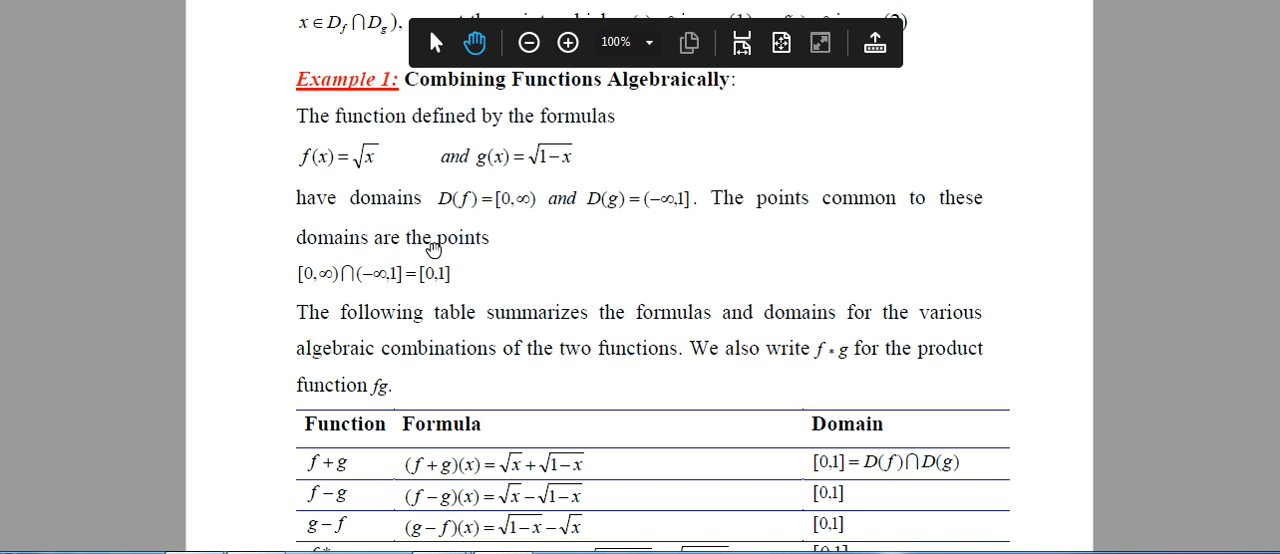 x ∈ D_f ⋂ D_g ),
100%
Example 1: Combining Functions Algebraically:
The function defined by the formulas
f(x) = √x and g(x) = √(1−x)
have domains D(f) = [0,∞) and D(g) = (−∞,1]. The points common to these
domains are the points
[0,∞)⋂(−∞,1] = [0,1]
The following table summarizes the formulas and domains for the various
algebraic combinations of the two functions. We also write f * g for the product
function fg.
Function Formula Domain
f + g (f + g)(x) = √x + √(1−x) [0,1] = D(f)⋂D(g)
f − g (f − g)(x) = √x − √(1−x) [0,1]
g − f (g − f)(x) = √(1−x) − √x [0,1]